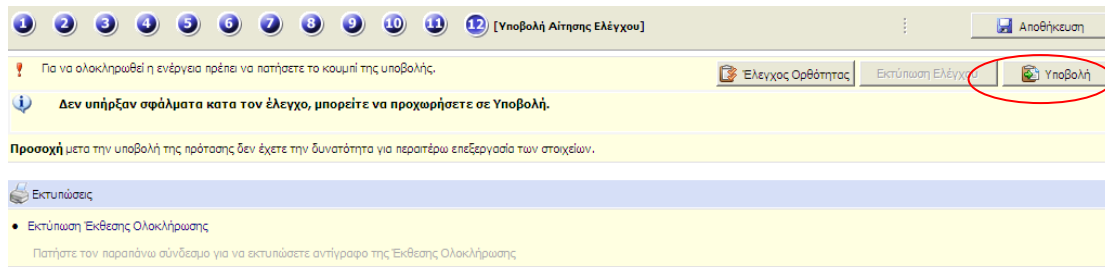 1 2 3 4 5 6 7 8 9 10 11 12 [Υποβολή Αίτησης Ελέγχου] Αποθήκευση
Για να ολοκληρωθεί η ενέργεια πρέπει να πατήσετε το κουμπί της υποβολής. Έλεγχος Ορθότητας Εκτύπωση Ελέγχου Υποβολή
Δεν υπήρξαν σφάλματα κατα τον έλεγχο, μπορείτε να προχωρήσετε σε Υποβολή.
Προσοχή μετα την υποβολή της πρότασης δεν έχετε την δυνατότητα για περαιτέρω επεξεργασία των στοιχείων.
Εκτυπώσεις
Εκτύπωση Έκθεσης Ολοκλήρωσης
Πατήστε τον παραπάνω σύνδεσμο για να εκτυπώσετε αντίγραφο της Έκθεσης Ολοκλήρωσης